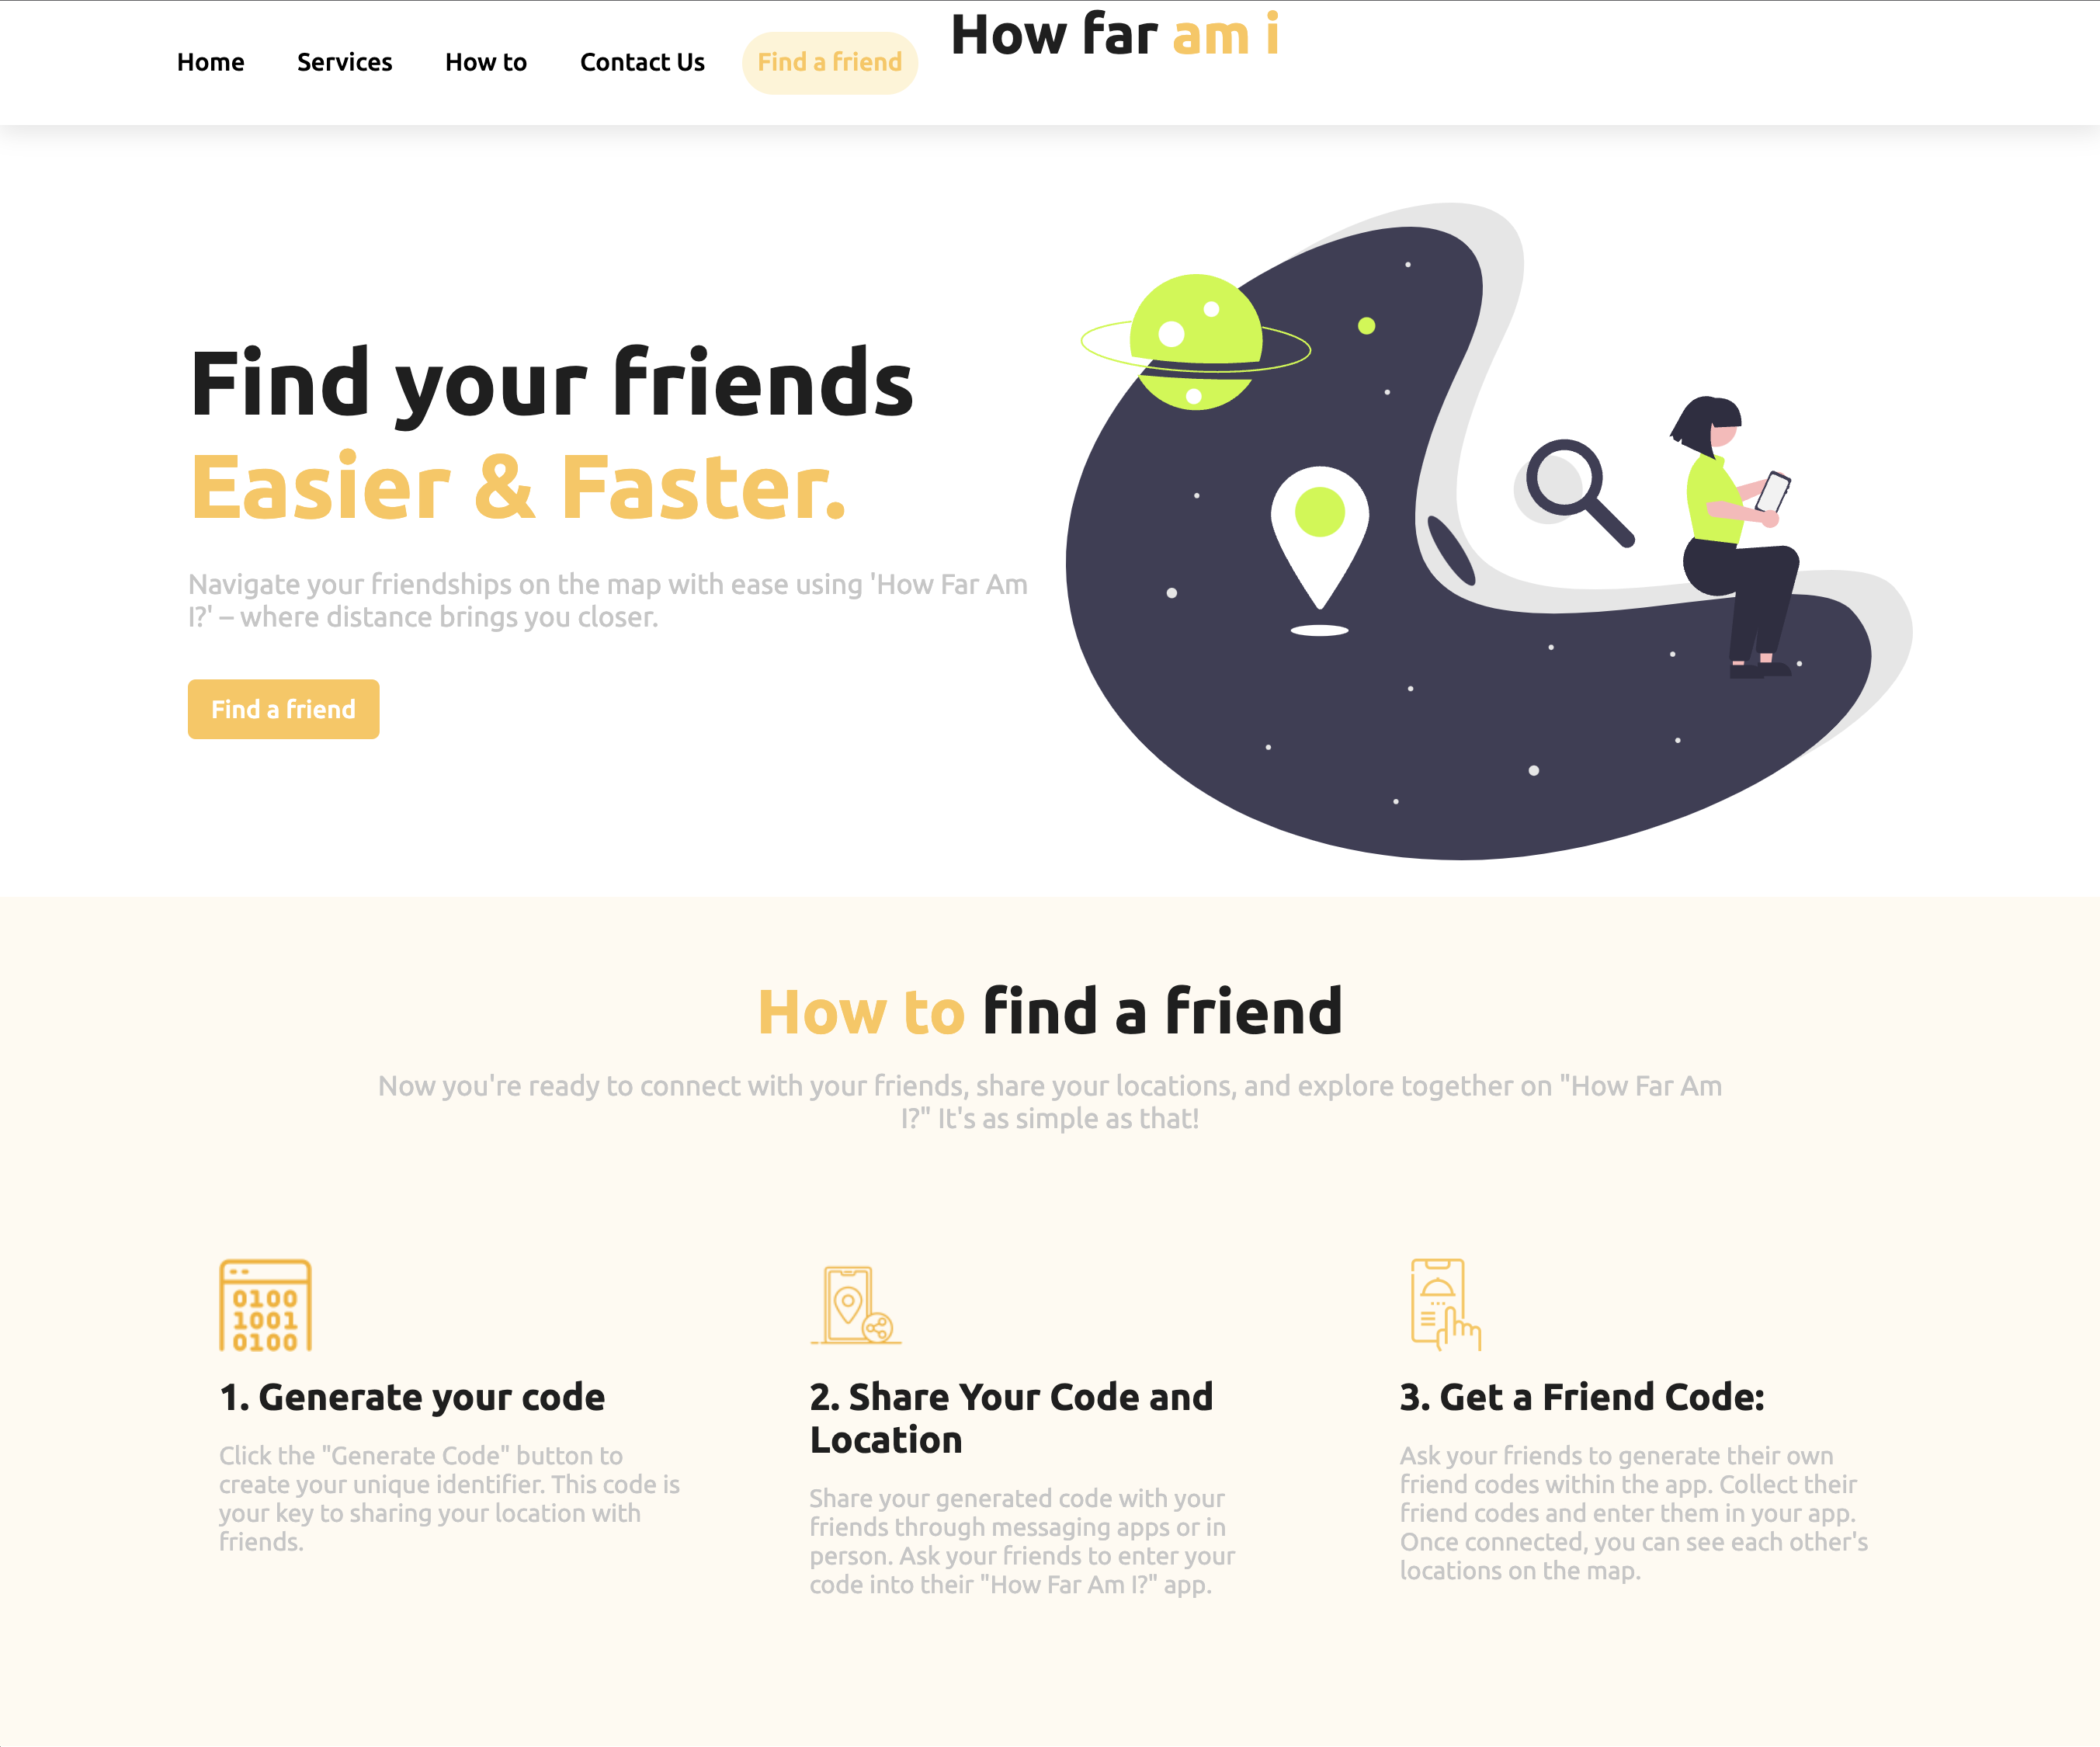 Home Services How to Contact Us Find a friend
How far am i
Find your friends
Easier & Faster.
Navigate your friendships on the map with ease using 'How Far Am
I?' – where distance brings you closer.
Find a friend
How to find a friend
Now you're ready to connect with your friends, share your locations, and explore together on "How Far Am
I?" It's as simple as that!
0100
1001
0100
1. Generate your code
Click the "Generate Code" button to
create your unique identifier. This code is
your key to sharing your location with
friends.
2. Share Your Code and
Location
Share your generated code with your
friends through messaging apps or in
person. Ask your friends to enter your
code into their "How Far Am I?" app.
3. Get a Friend Code:
Ask your friends to generate their own
friend codes within the app. Collect their
friend codes and enter them in your app.
Once connected, you can see each other's
locations on the map.